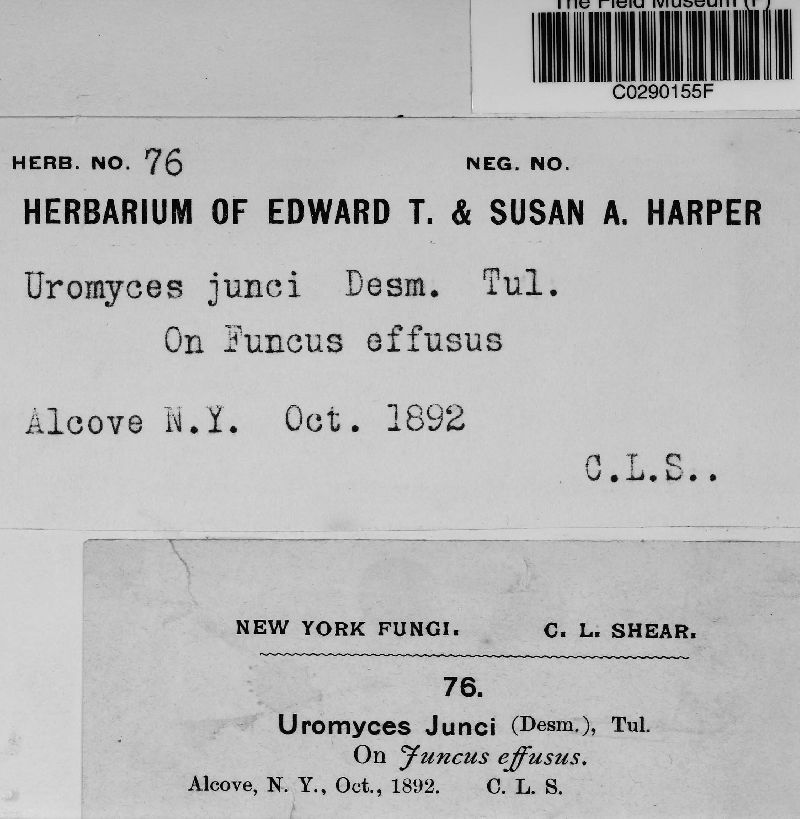 The Field Museum (F)
C0290155F
HERB. NO. 76 NEG. NO.
HERBARIUM OF EDWARD T. & SUSAN A. HARPER
Uromyces junci Desm. Tul.
On Funcus effusus
Alcove N.Y. Oct. 1892
C.L.S..
NEW YORK FUNGI. C. L. SHEAR.
76.
Uromyces Junci (Desm.), Tul.
On Juncus effusus.
Alcove, N. Y., Oct., 1892. C. L. S.